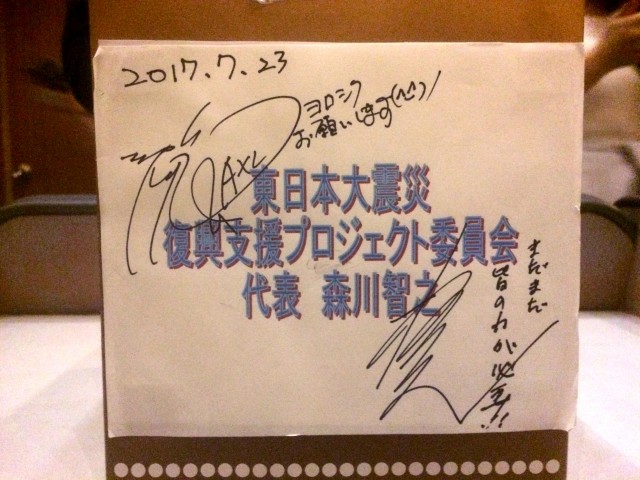 2017.7.23
ヨロシク
お願いします(^^)/
AXL
東日本大震災
復興支援プロジェクト委員会
代表 森川智之
まだまだ
皆の力が必要!!